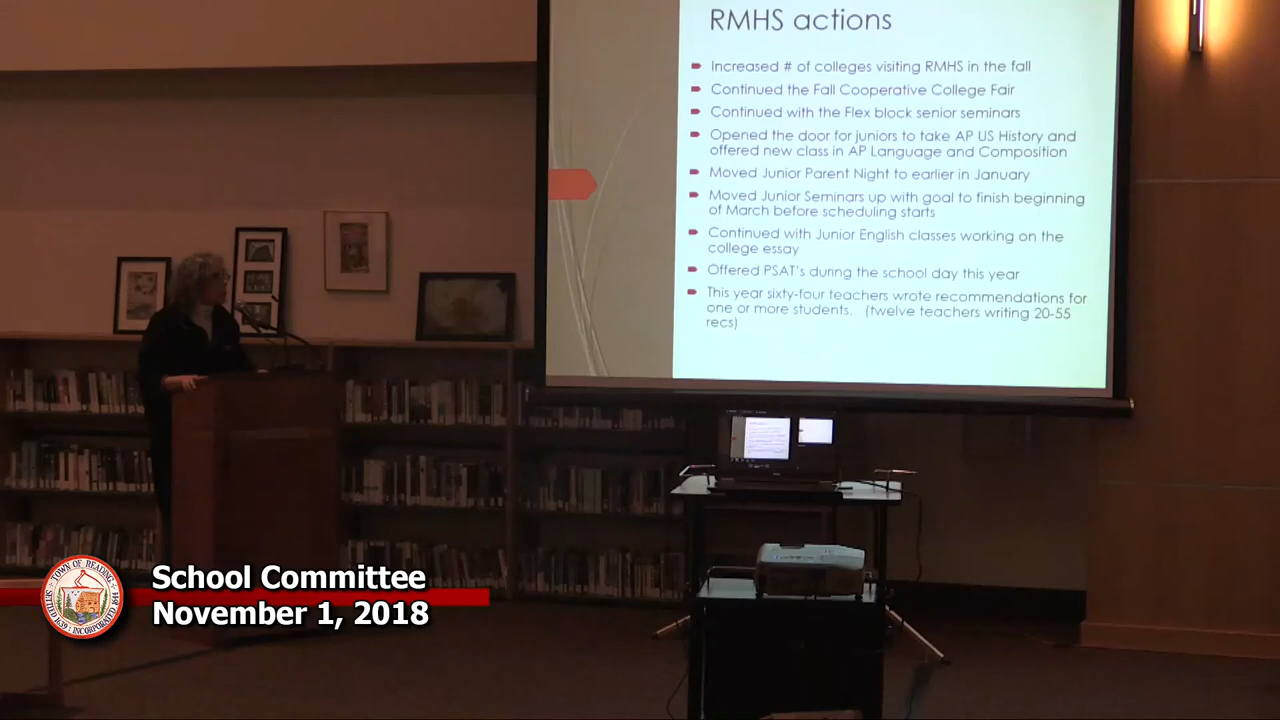 RMHS actions
Increased # of colleges visiting RMHS in the fall
Continued the Fall Cooperative College Fair
Continued with the Flex block senior seminars
Opened the door for juniors to take AP US History and
offered new class in AP Language and Composition
Moved Junior Parent Night to earlier in January
Moved Junior Seminars up with goal to finish beginning
of March before scheduling starts
Continued with Junior English classes working on the
college essay
Offered PSAT's during the school day this year
This year sixty-four teachers wrote recommendations for
one or more students. (twelve teachers writing 20-55
recs)
TOWN OF READING
School Committee
November 1, 2018